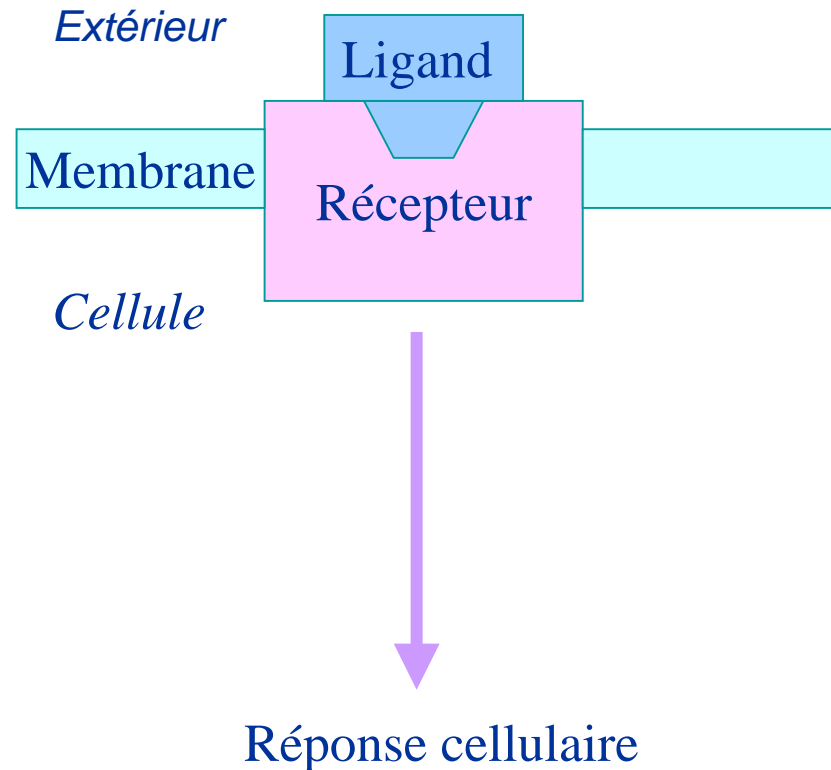 Extérieur
Ligand
Membrane
Récepteur
Cellule
Réponse cellulaire